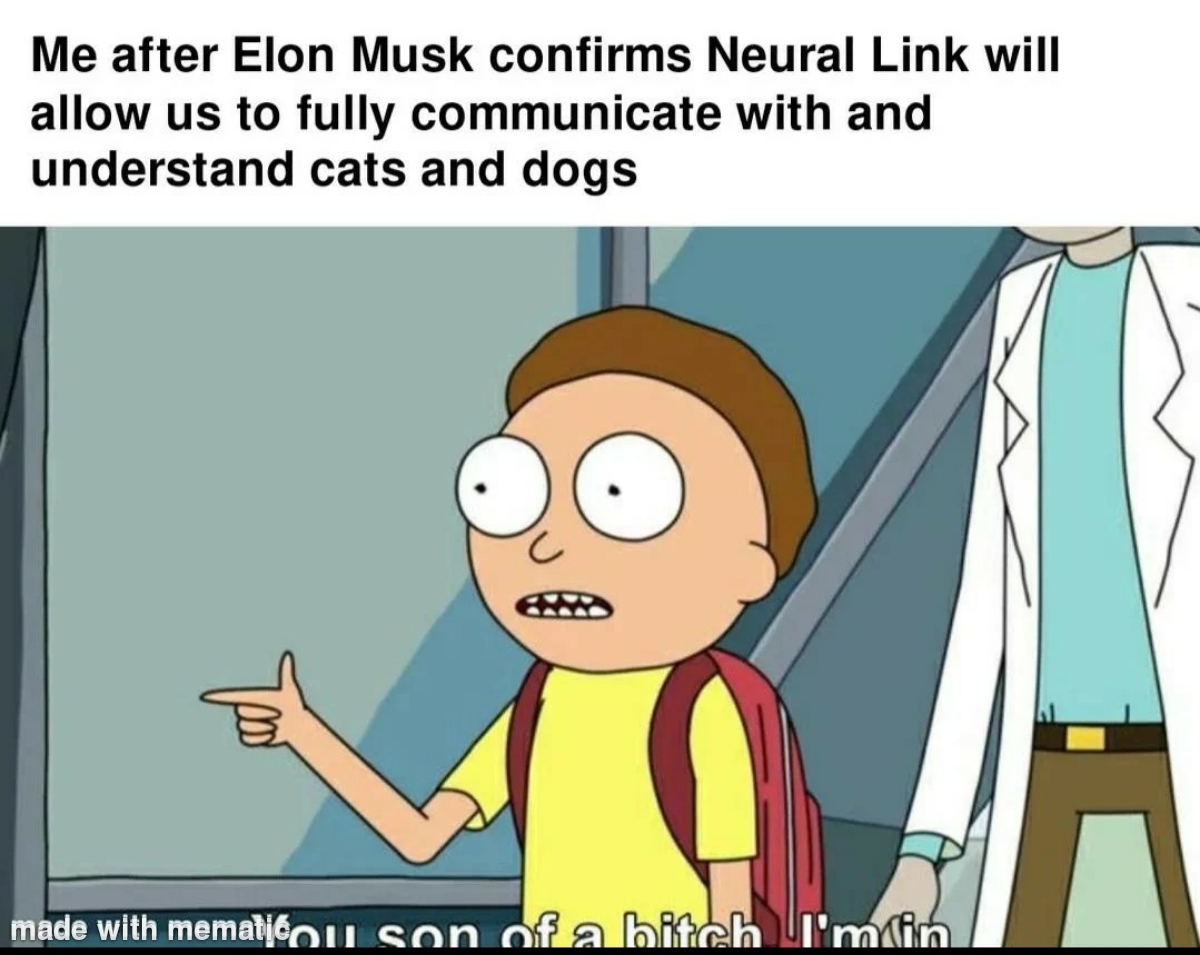 Me after Elon Musk confirms Neural Link will
allow us to fully communicate with and
understand cats and dogs
made with mematic
You son of a bitch. I'm in